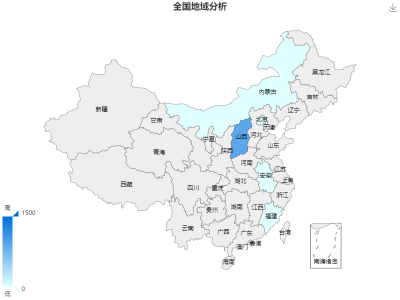 全国地域分析
黑龙江
吉林
辽宁
内蒙古
新疆
甘肃
北京
天津
宁夏
山西
河北
山东
青海
陕西
河南
江苏
安徽
上海
西藏
四川
重庆
湖北
浙江
湖南
江西
贵州
福建
云南
广西
广东
台湾
香港
澳门
海南
南海诸岛
高
1500
0
低